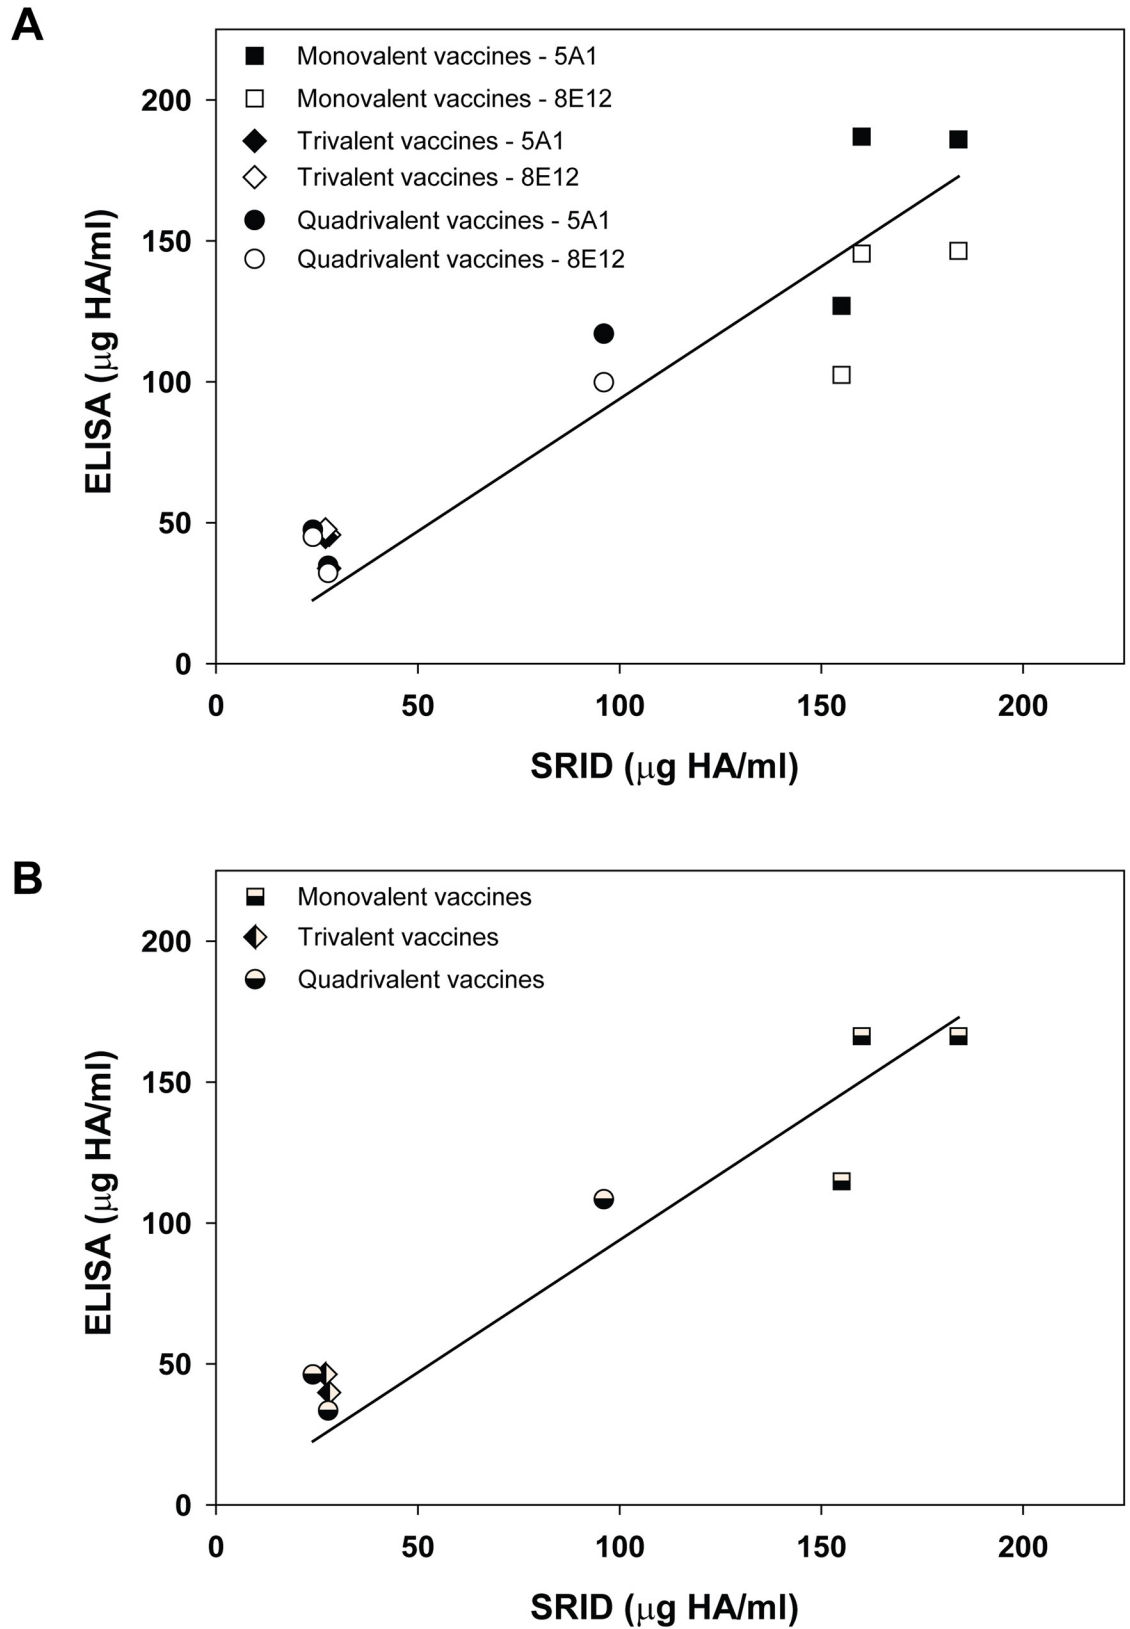 A
Monovalent vaccines - 5A1
Monovalent vaccines - 8E12
Trivalent vaccines - 5A1
Trivalent vaccines - 8E12
Quadrivalent vaccines - 5A1
Quadrivalent vaccines - 8E12
200
150
100
50
0
ELISA (μg HA/ml)
0 50 100 150 200
SRID (μg HA/ml)
B
Monovalent vaccines
Trivalent vaccines
Quadrivalent vaccines
200
150
100
50
0
ELISA (μg HA/ml)
0 50 100 150 200
SRID (μg HA/ml)